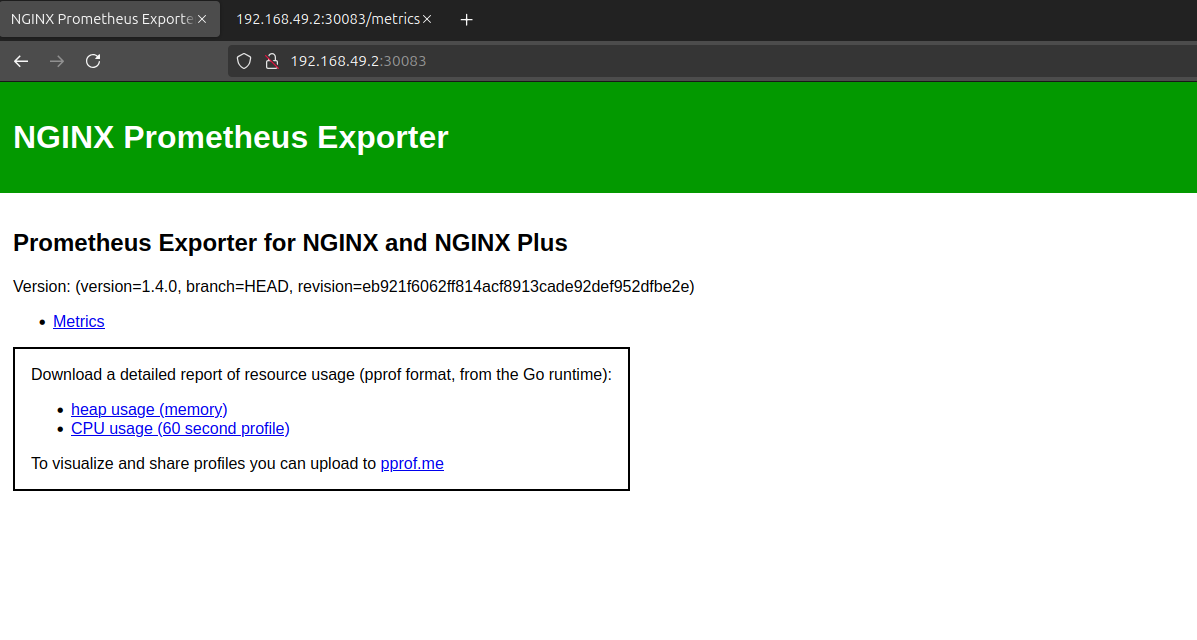 NGINX Prometheus Exporte
192.168.49.2:30083/metrics
192.168.49.2:30083
NGINX Prometheus Exporter
Prometheus Exporter for NGINX and NGINX Plus
Version: (version=1.4.0, branch=HEAD, revision=eb921f6062ff814acf8913cade92def952dfbe2e)
Metrics
Download a detailed report of resource usage (pprof format, from the Go runtime):
heap usage (memory)
CPU usage (60 second profile)
To visualize and share profiles you can upload to pprof.me